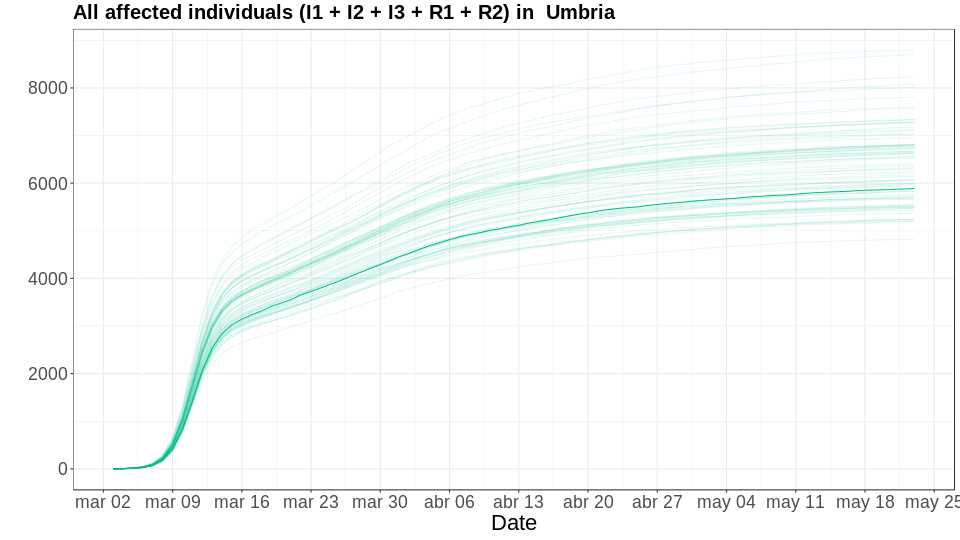 All affected individuals (I1 + I2 + I3 + R1 + R2) in  Umbria
8000
6000
4000
2000
0
mar 02 mar 09 mar 16 mar 23 mar 30 abr 06 abr 13 abr 20 abr 27 may 04 may 11 may 18 may 25
Date